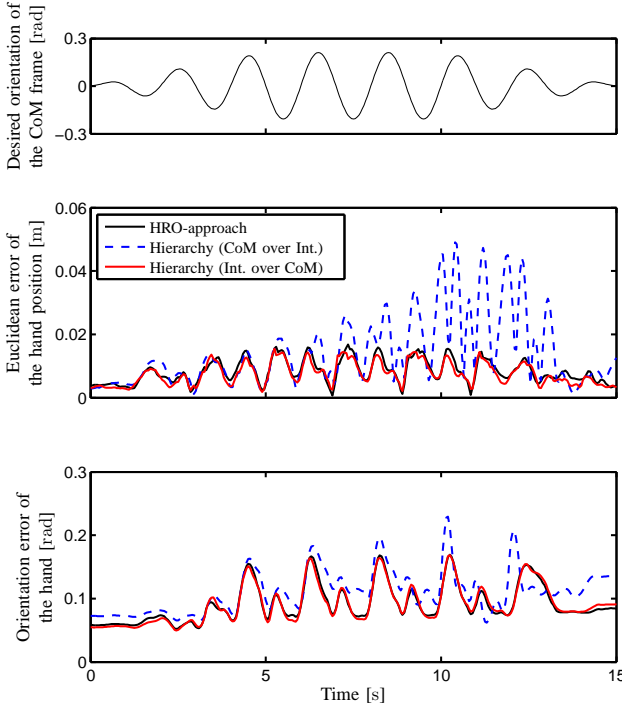 Desired orientation of
the CoM frame [rad]
0.3
0
−0.3
Euclidean error of
the hand position [m]
0.06
0.04
0.02
0
HRO-approach
Hierarchy (CoM over Int.)
Hierarchy (Int. over CoM)
Orientation error of
the hand [rad]
0.3
0.2
0.1
0
0
5
10
15
Time [s]